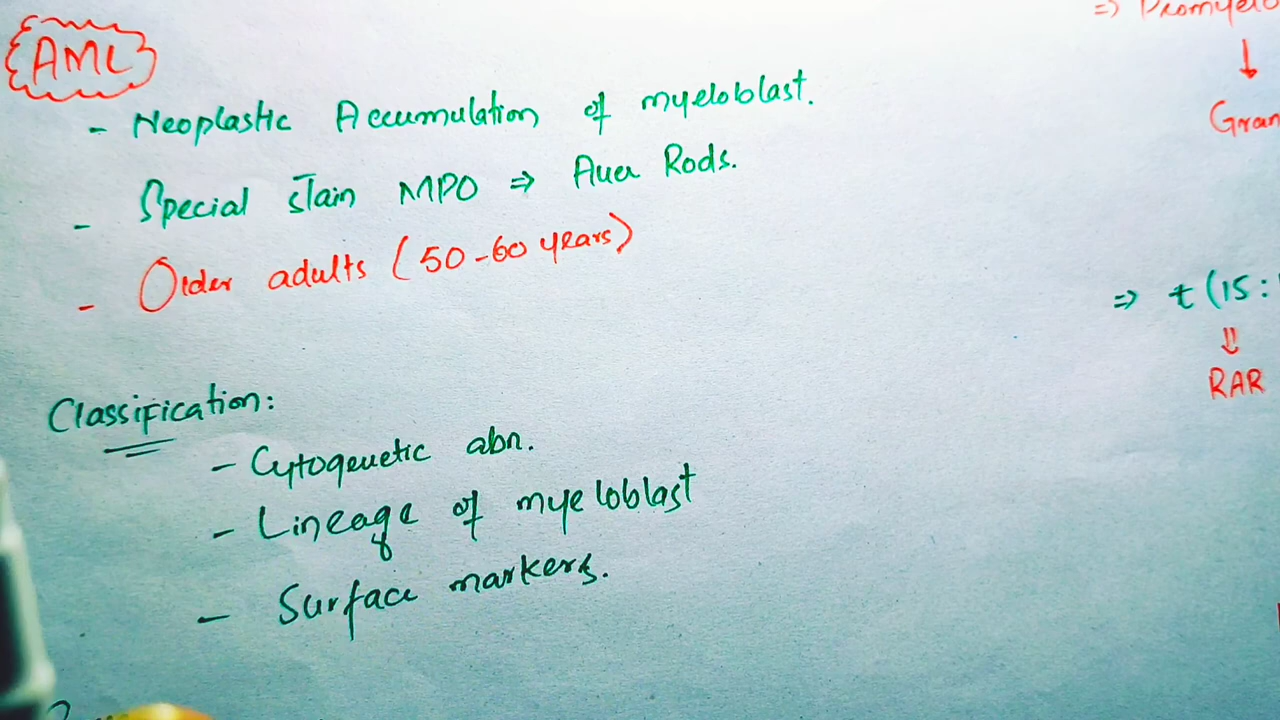 AML
- Neoplastic Accumulation of myeloblast.
- Special stain MPO ⇒ Auer Rods.
- Older adults (50-60 years)
Classification:
- Cytogenetic abn.
- Lineage of myeloblast
- Surface markers.
⇒ Promyelo
↓
Gran
⇒ t(15:
⇓
RAR